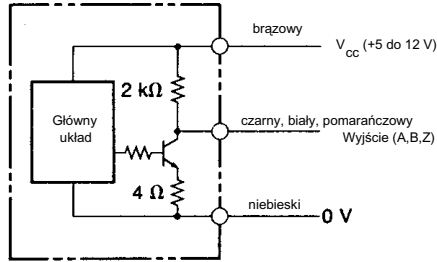 brązowy
V_CC (+5 do 12 V)
2 kΩ
Główny
układ
czarny, biały, pomarańczowy
Wyjście (A,B,Z)
4 Ω
niebieski
0 V